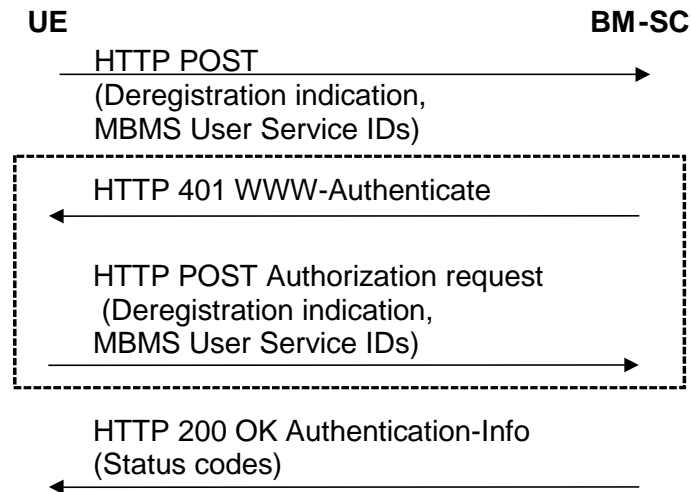 UE BM-SC
HTTP POST
(Deregistration indication,
MBMS User Service IDs)
HTTP 401 WWW-Authenticate
HTTP POST Authorization request
(Deregistration indication,
MBMS User Service IDs)
HTTP 200 OK Authentication-Info
(Status codes)